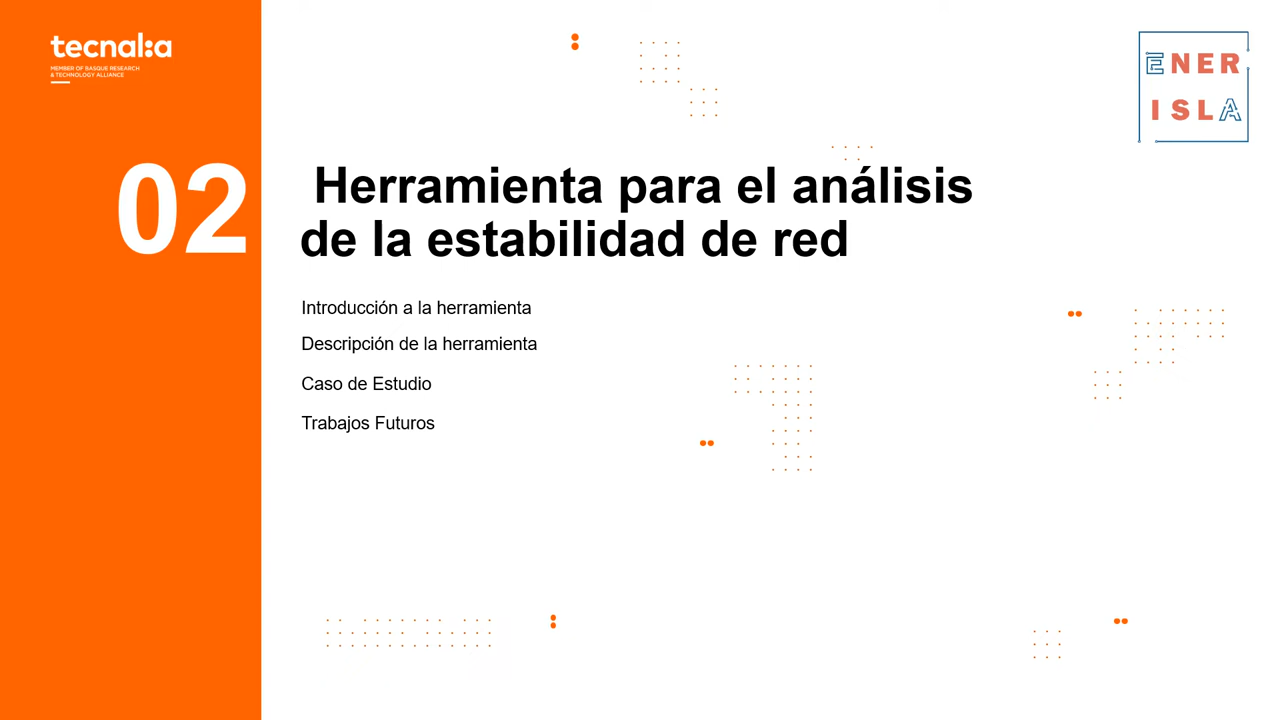 tecnal:a
MEMBER OF BASQUE RESEARCH
& TECHNOLOGY ALLIANCE
ENER
ISLA
02
Herramienta para el análisis
de la estabilidad de red
Introducción a la herramienta
Descripción de la herramienta
Caso de Estudio
Trabajos Futuros